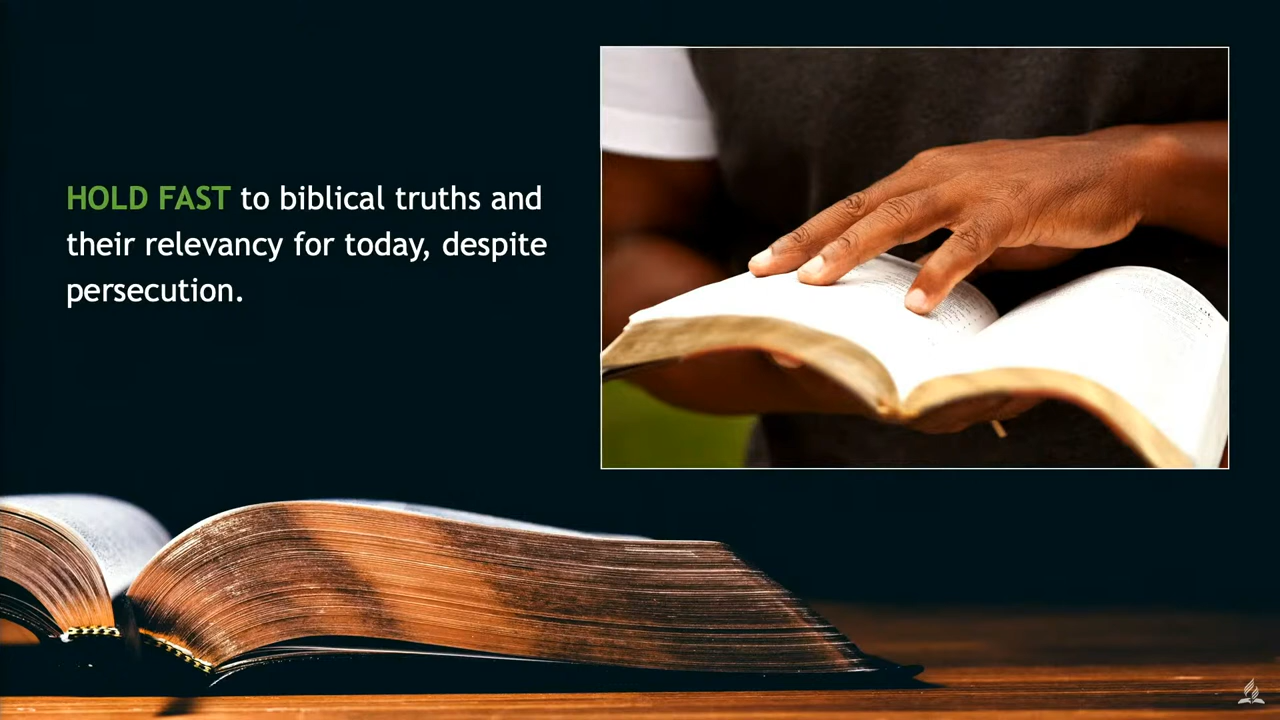 HOLD FAST to biblical truths and
their relevancy for today, despite
persecution.